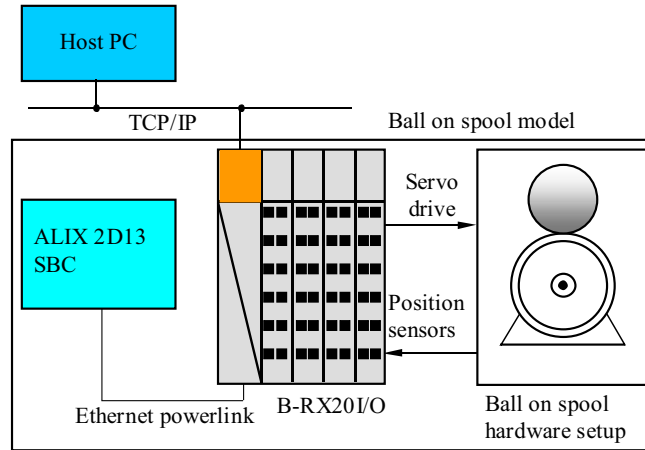 Host PC
TCP/IP
Ball on spool model
ALIX 2D13
SBC
Servo
drive
Position
sensors
Ethernet powerlink
B-RX20I/O
Ball on spool
hardware setup